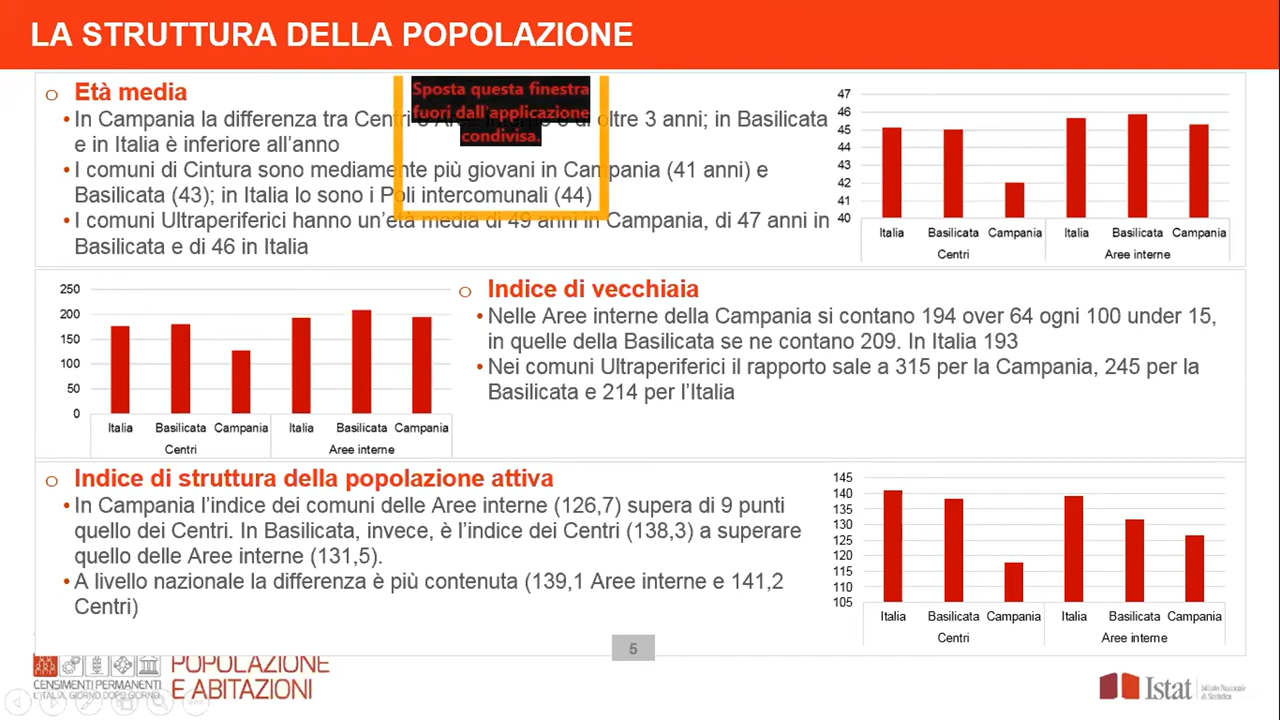 LA STRUTTURA DELLA POPOLAZIONE
Età media
In Campania la differenza tra Centri e Aree interne è di oltre 3 anni; in Basilicata
e in Italia è inferiore all'anno
I comuni di Cintura sono mediamente più giovani in Campania (41 anni) e
Basilicata (43); in Italia lo sono i Poli intercomunali (44)
I comuni Ultraperiferici hanno un'età media di 49 anni in Campania, di 47 anni in
Basilicata e di 46 in Italia
Sposta questa finestra
fuori dall'applicazione
condivisa.
47
46
45
44
43
42
41
40
Italia Basilicata Campania Italia Basilicata Campania
Centri Aree interne
250
200
150
100
50
0
Italia Basilicata Campania Italia Basilicata Campania
Centri Aree interne
Indice di vecchiaia
Nelle Aree interne della Campania si contano 194 over 64 ogni 100 under 15,
in quelle della Basilicata se ne contano 209. In Italia 193
Nei comuni Ultraperiferici il rapporto sale a 315 per la Campania, 245 per la
Basilicata e 214 per l'Italia
Indice di struttura della popolazione attiva
In Campania l'indice dei comuni delle Aree interne (126,7) supera di 9 punti
quello dei Centri. In Basilicata, invece, è l'indice dei Centri (138,3) a superare
quello delle Aree interne (131,5).
A livello nazionale la differenza è più contenuta (139,1 Aree interne e 141,2
Centri)
145
140
135
130
125
120
115
110
105
Italia Basilicata Campania Italia Basilicata Campania
Centri Aree interne
5
POPOLAZIONE
E ABITAZIONI
CENSIMENTI PERMANENTI
L'ITALIA, GIORNO DOPO GIORNO
Istat
Istituto Nazionale
di Statistica